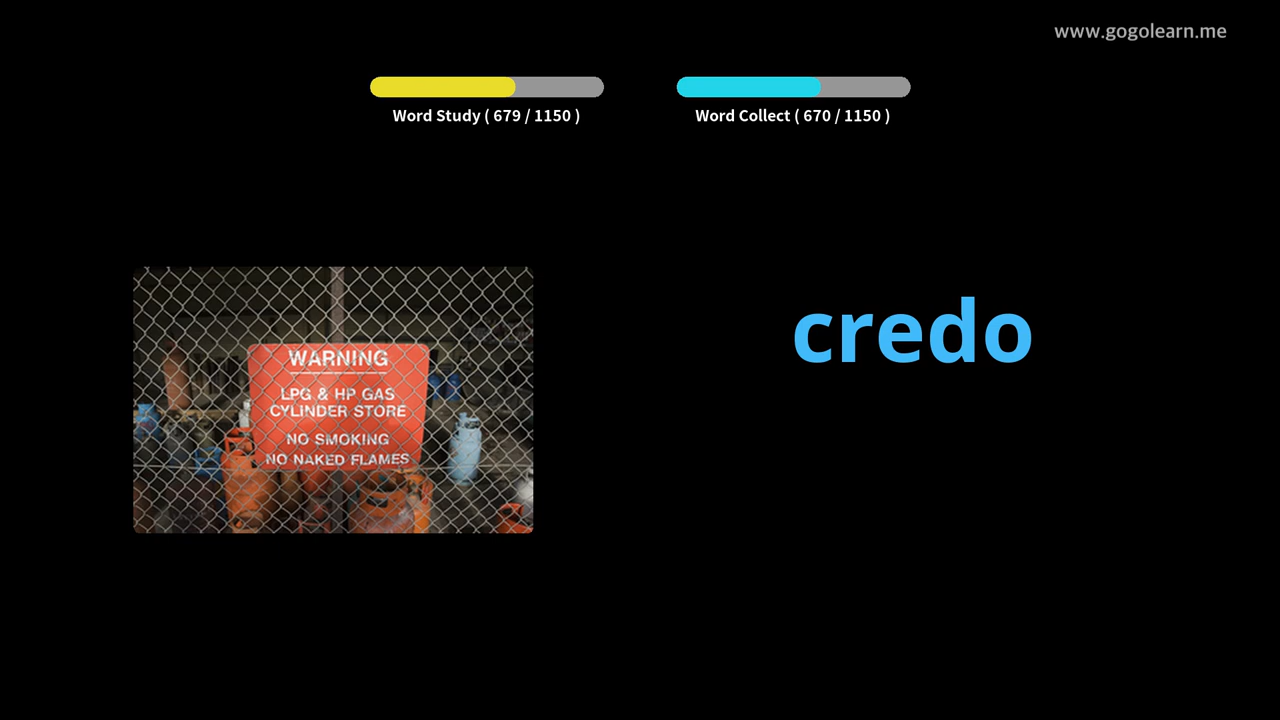 www.gogolearn.me
Word Study ( 679 / 1150 )
Word Collect ( 670 / 1150 )
credo
WARNING
LPG & HP GAS
CYLINDER STORE
NO SMOKING
NO NAKED FLAMES